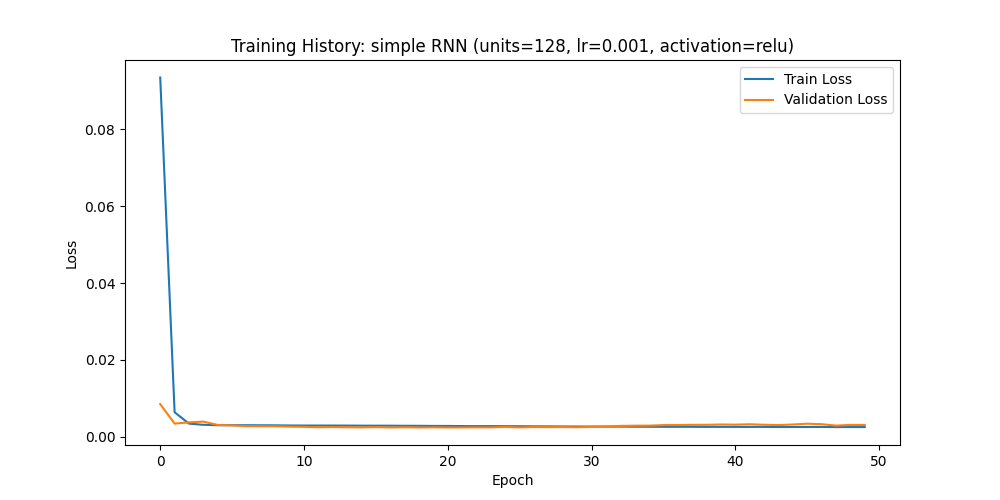 Training History: simple RNN (units=128, lr=0.001, activation=relu)
Train Loss
Validation Loss
0.08
0.06
0.04
0.02
0.00
Loss
0 10 20 30 40 50
Epoch